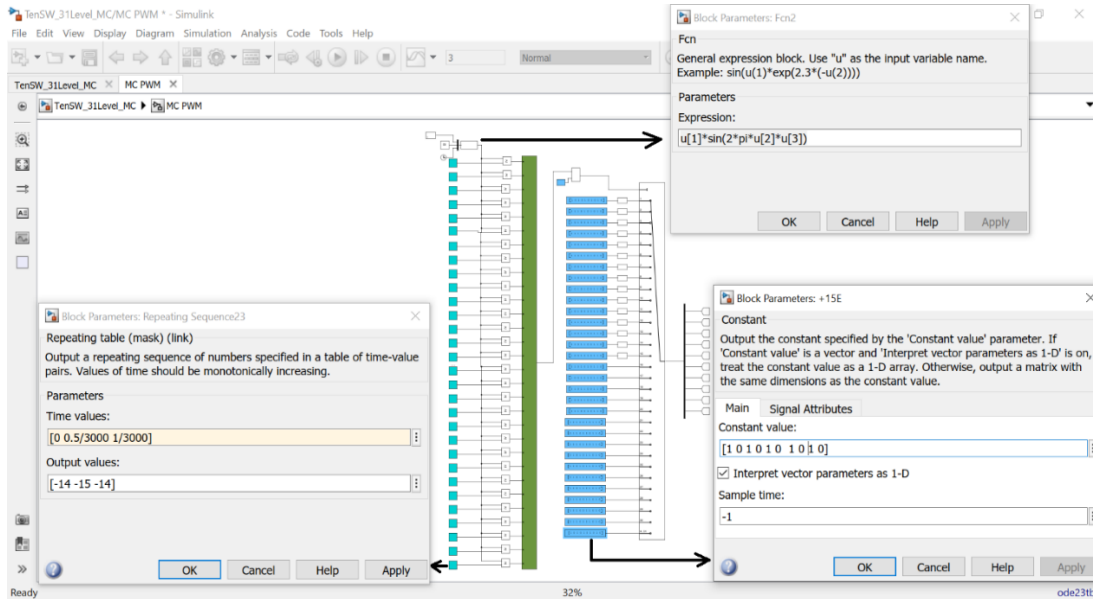 TenSW_31Level_MC/MC PWM * - Simulink
File Edit View Display Diagram Simulation Analysis Code Tools Help
3
Normal
TenSW_31Level_MC
MC PWM
TenSW_31Level_MC
MC PWM
Block Parameters: Fcn2
Fcn
General expression block. Use "u" as the input variable name.
Example: sin(u(1)*exp(2.3*(-u(2))))
Parameters
Expression:
u[1]*sin(2*pi*u[2]*u[3])
OK
Cancel
Help
Apply
Block Parameters: Repeating Sequence23
Repeating table (mask) (link)
Output a repeating sequence of numbers specified in a table of time-value
pairs. Values of time should be monotonically increasing.
Parameters
Time values:
[0 0.5/3000 1/3000]
Output values:
[-14 -15 -14]
OK
Cancel
Help
Apply
Block Parameters: +15E
Constant
Output the constant specified by the 'Constant value' parameter. If
'Constant value' is a vector and 'Interpret vector parameters as 1-D' is on,
treat the constant value as a 1-D array. Otherwise, output a matrix with
the same dimensions as the constant value.
Main
Signal Attributes
Constant value:
[1 0 1 0 1 0 1 0 1 0]
Interpret vector parameters as 1-D
Sample time:
-1
OK
Cancel
Help
Apply
Ready
32%
ode23tb